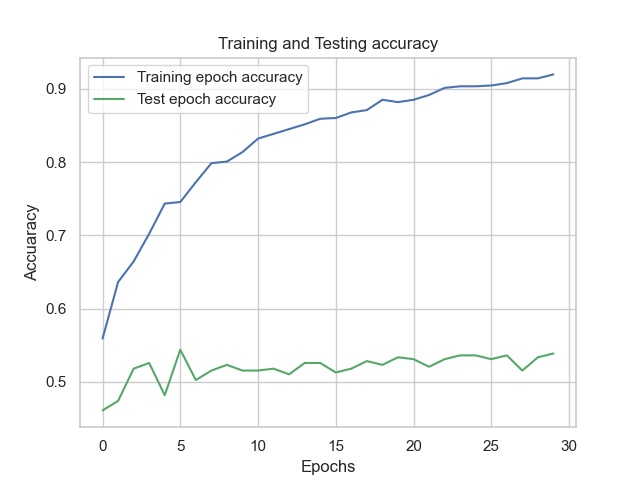 Training and Testing accuracy
Training epoch accuracy
Test epoch accuracy
Accuaracy
0.9
0.8
0.7
0.6
0.5
0 5 10 15 20 25 30
Epochs